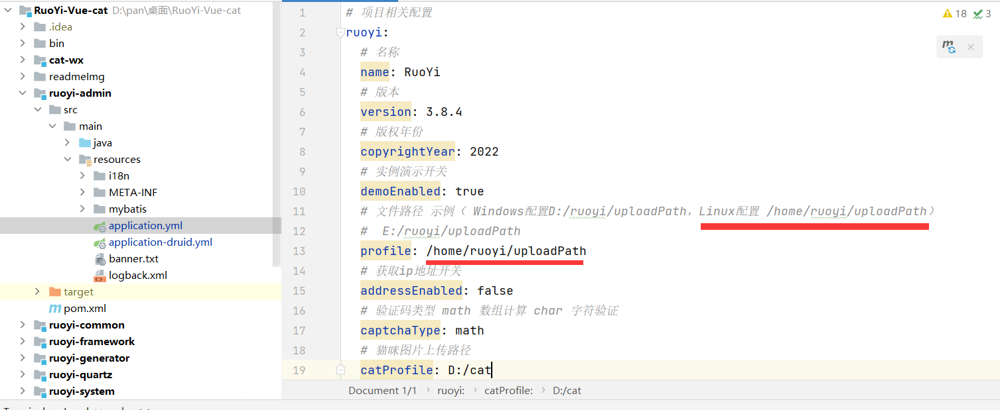 RuoYi-Vue-cat D:\pan\桌面\RuoYi-Vue-cat
.idea
bin
cat-wx
readmeImg
ruoyi-admin
src
main
java
resources
i18n
META-INF
mybatis
application.yml
application-druid.yml
banner.txt
logback.xml
target
pom.xml
ruoyi-common
ruoyi-framework
ruoyi-generator
ruoyi-quartz
ruoyi-system
1 # 项目相关配置
2 ruoyi:
3 # 名称
4 name: RuoYi
5 # 版本
6 version: 3.8.4
7 # 版权年份
8 copyrightYear: 2022
9 # 实例演示开关
10 demoEnabled: true
11 # 文件路径 示例（ Windows配置D:/ruoyi/uploadPath，Linux配置 /home/ruoyi/uploadPath）
12 # E:/ruoyi/uploadPath
13 profile: /home/ruoyi/uploadPath
14 # 获取ip地址开关
15 addressEnabled: false
16 # 验证码类型 math 数组计算 char 字符验证
17 captchaType: math
18 # 猫咪图片上传路径
19 catProfile: D:/cat
18 3
Document 1/1 › ruoyi: › catProfile: › D:/cat